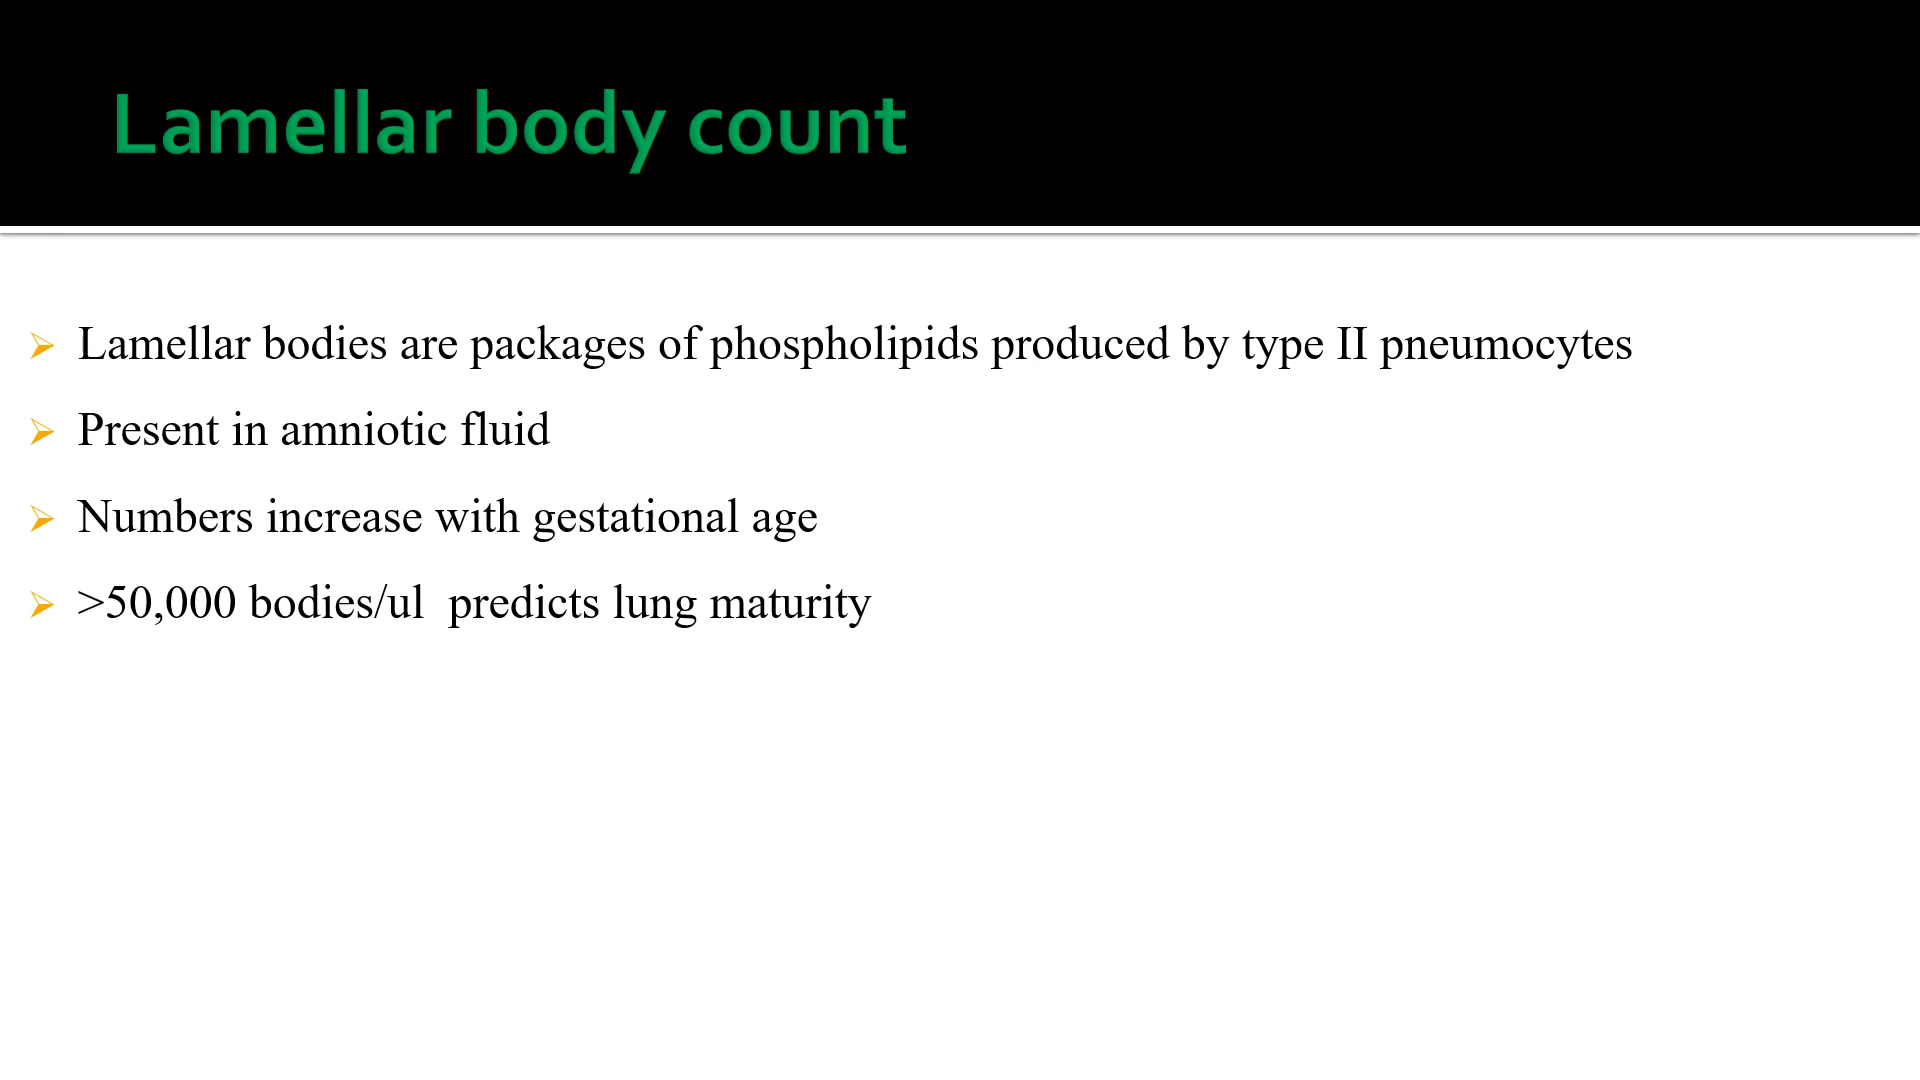 Lamellar body count
➢ Lamellar bodies are packages of phospholipids produced by type II pneumocytes
➢ Present in amniotic fluid
➢ Numbers increase with gestational age
➢ >50,000 bodies/ul  predicts lung maturity